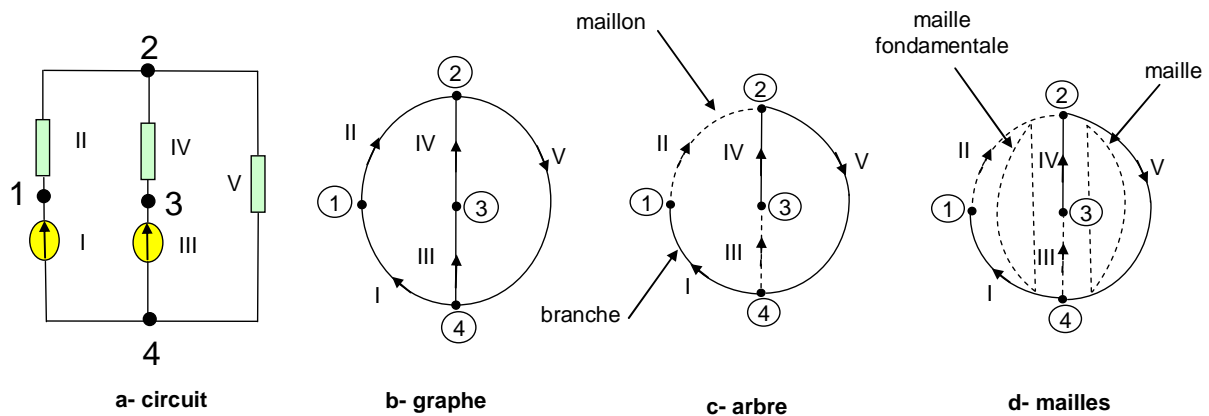 2
II
IV
V
1
3
I
III
4
a- circuit
2
II
IV
V
1
3
III
I
4
b- graphe
maillon
2
II
IV
V
1
3
III
I
branche
4
c- arbre
maille
fondamentale
maille
2
II
IV
V
1
3
III
I
4
d- mailles